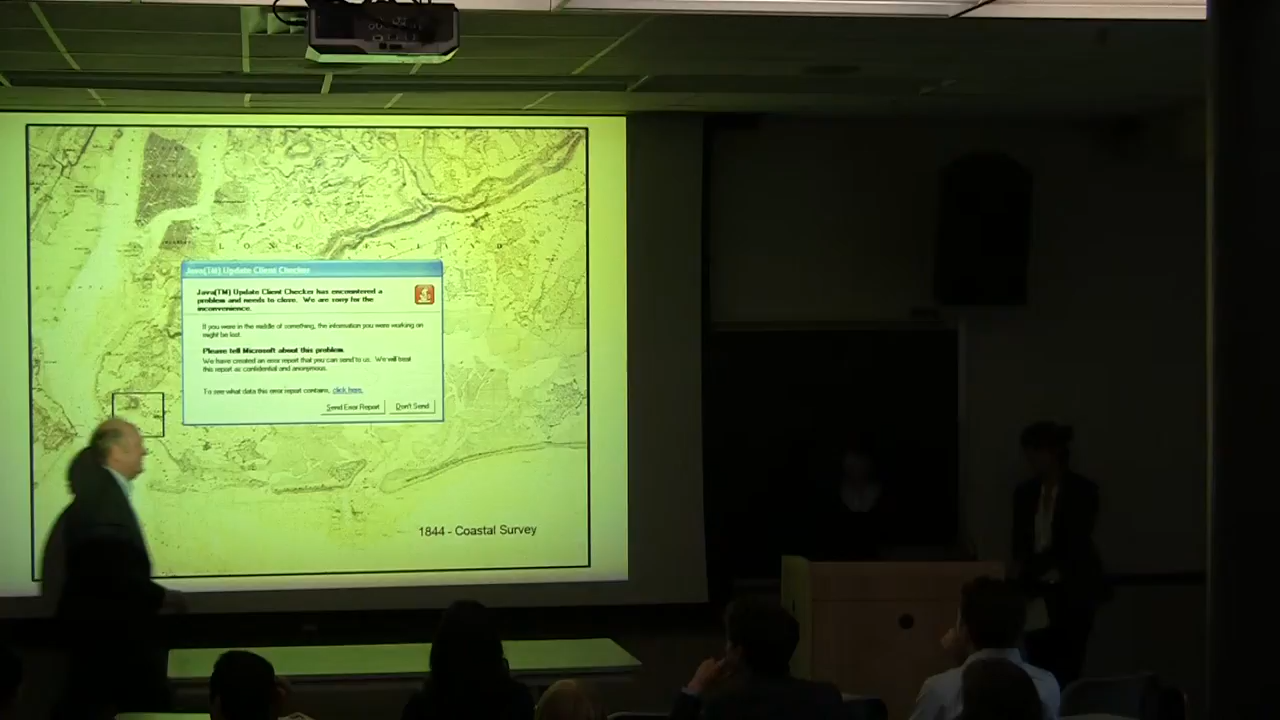 LONG ISLAND
Java(TM) Update Client Checker
Java(TM) Update Client Checker has encountered a
problem and needs to close. We are sorry for the
inconvenience.
If you were in the middle of something, the information you were working on
might be lost.
Please tell Microsoft about this problem.
We have created an error report that you can send to us. We will treat
this report as confidential and anonymous.
To see what data this error report contains, click here.
Send Error Report Don't Send
1844 - Coastal Survey